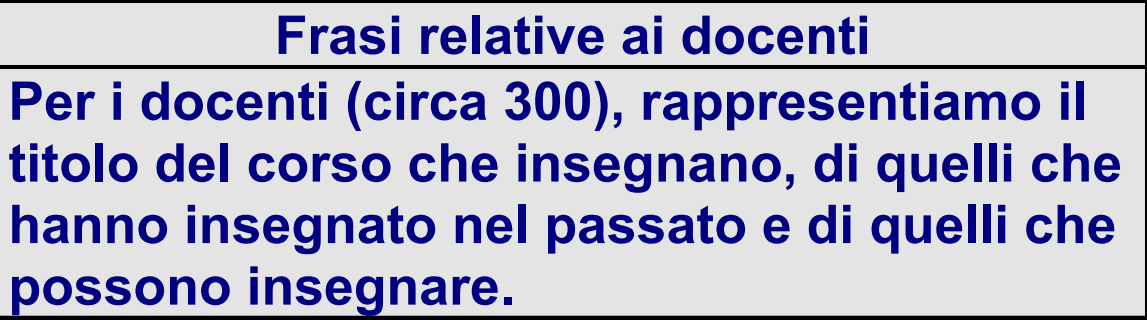 Frasi relative ai docenti
Per i docenti (circa 300), rappresentiamo il
titolo del corso che insegnano, di quelli che
hanno insegnato nel passato e di quelli che
possono insegnare.